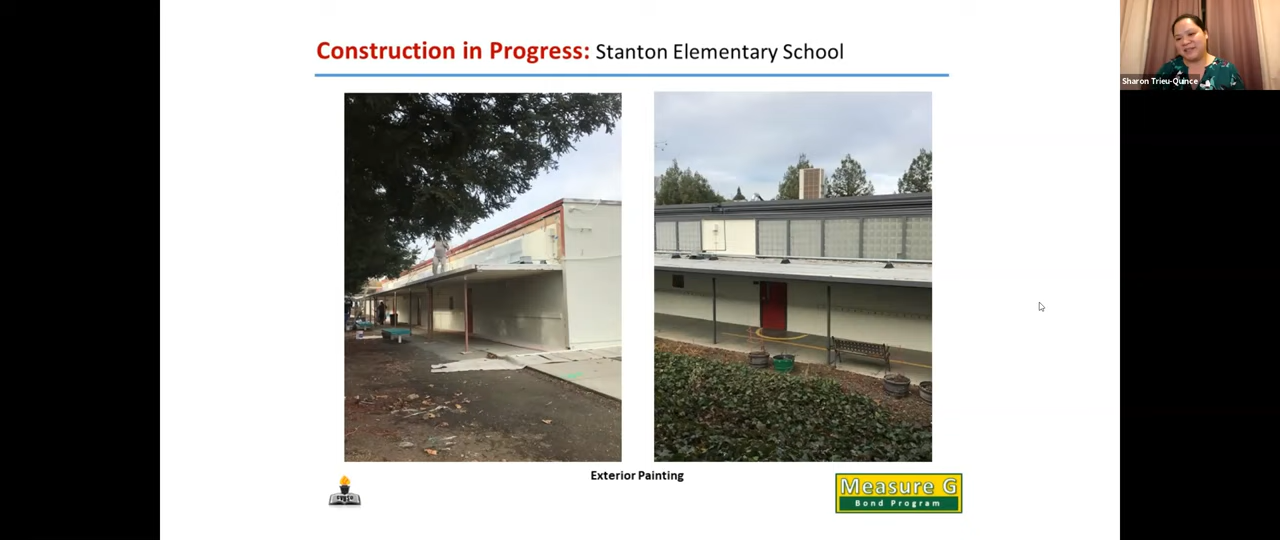 Construction in Progress: Stanton Elementary School
Sharon Trieu-Quince
Exterior Painting
Measure G
Bond Program